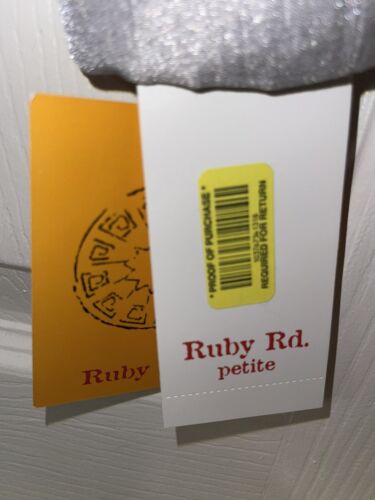 * PROOF OF PURCHASE *
REQUIRED FOR RETURN
Ruby Rd.
petite
Ruby